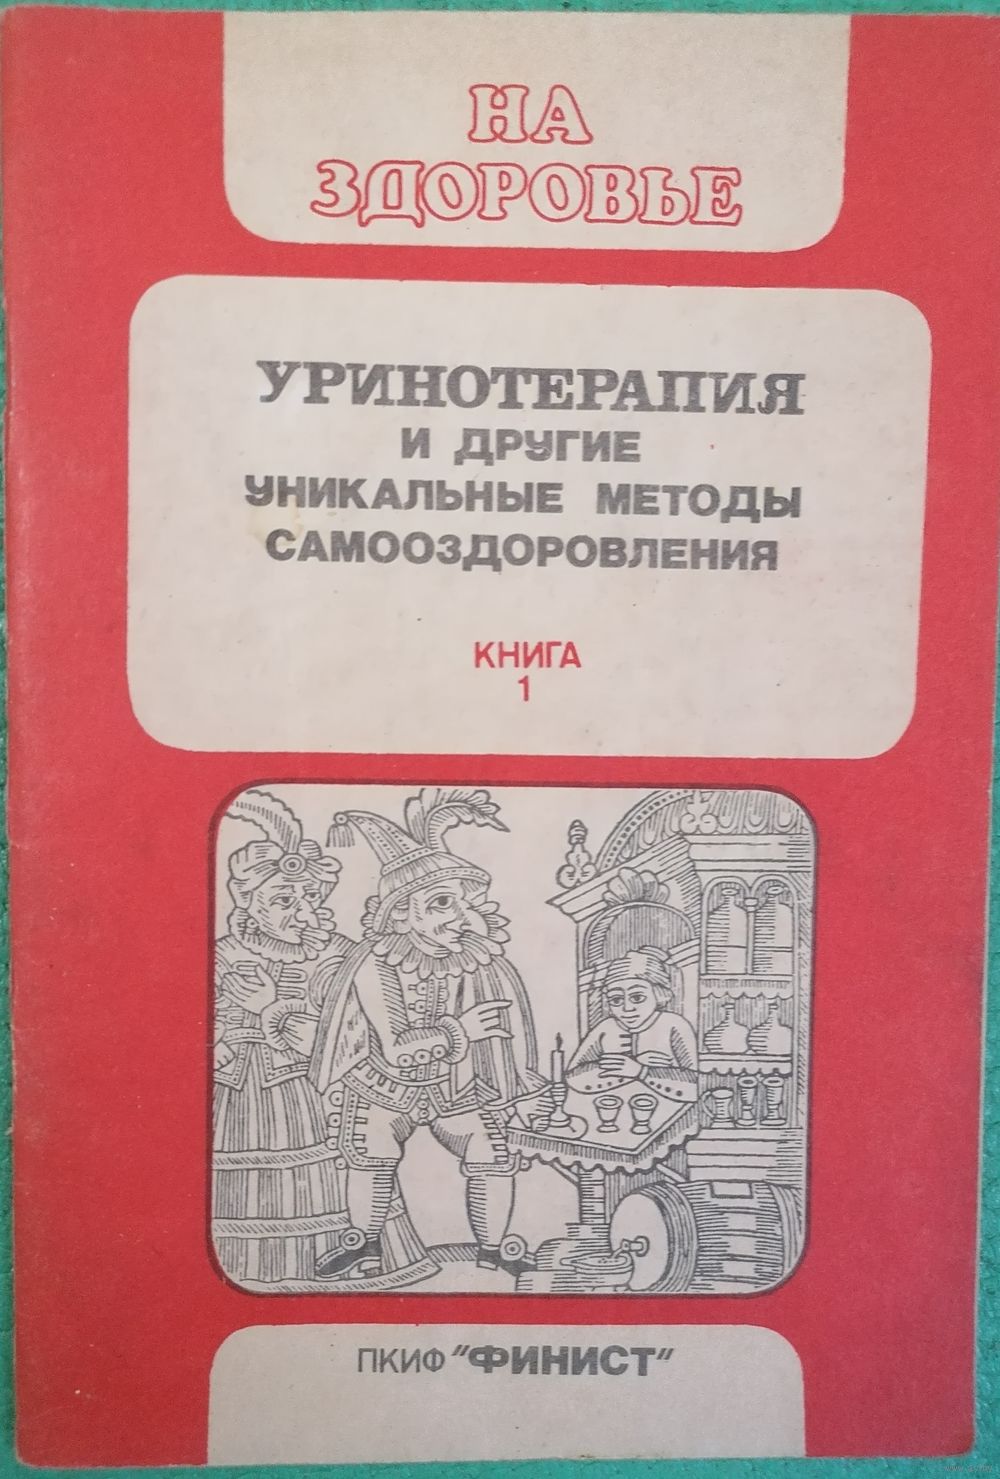 НА
ЗДОРОВЬЕ
УРИНОТЕРАПИЯ
И ДРУГИЕ
УНИКАЛЬНЫЕ МЕТОДЫ
САМООЗДОРОВЛЕНИЯ
КНИГА
1
ПКИФ "ФИНИСТ"